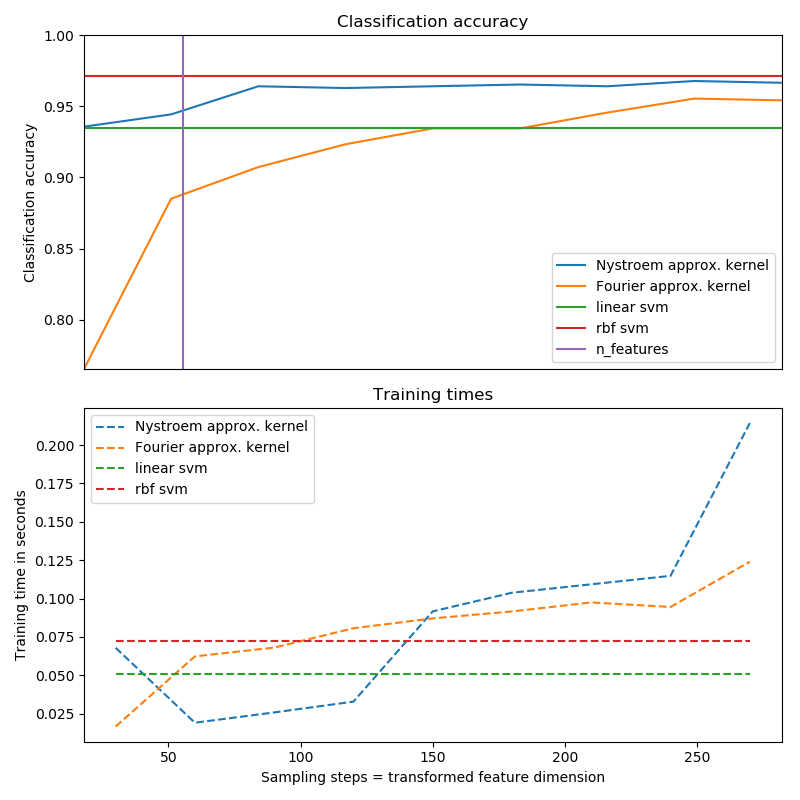 Classification accuracy
1.00
0.95
0.90
0.85
0.80
Classification accuracy
Nystroem approx. kernel
Fourier approx. kernel
linear svm
rbf svm
n_features
Training times
0.200
0.175
0.150
0.125
0.100
0.075
0.050
0.025
Training time in seconds
Nystroem approx. kernel
Fourier approx. kernel
linear svm
rbf svm
50 100 150 200 250
Sampling steps = transformed feature dimension